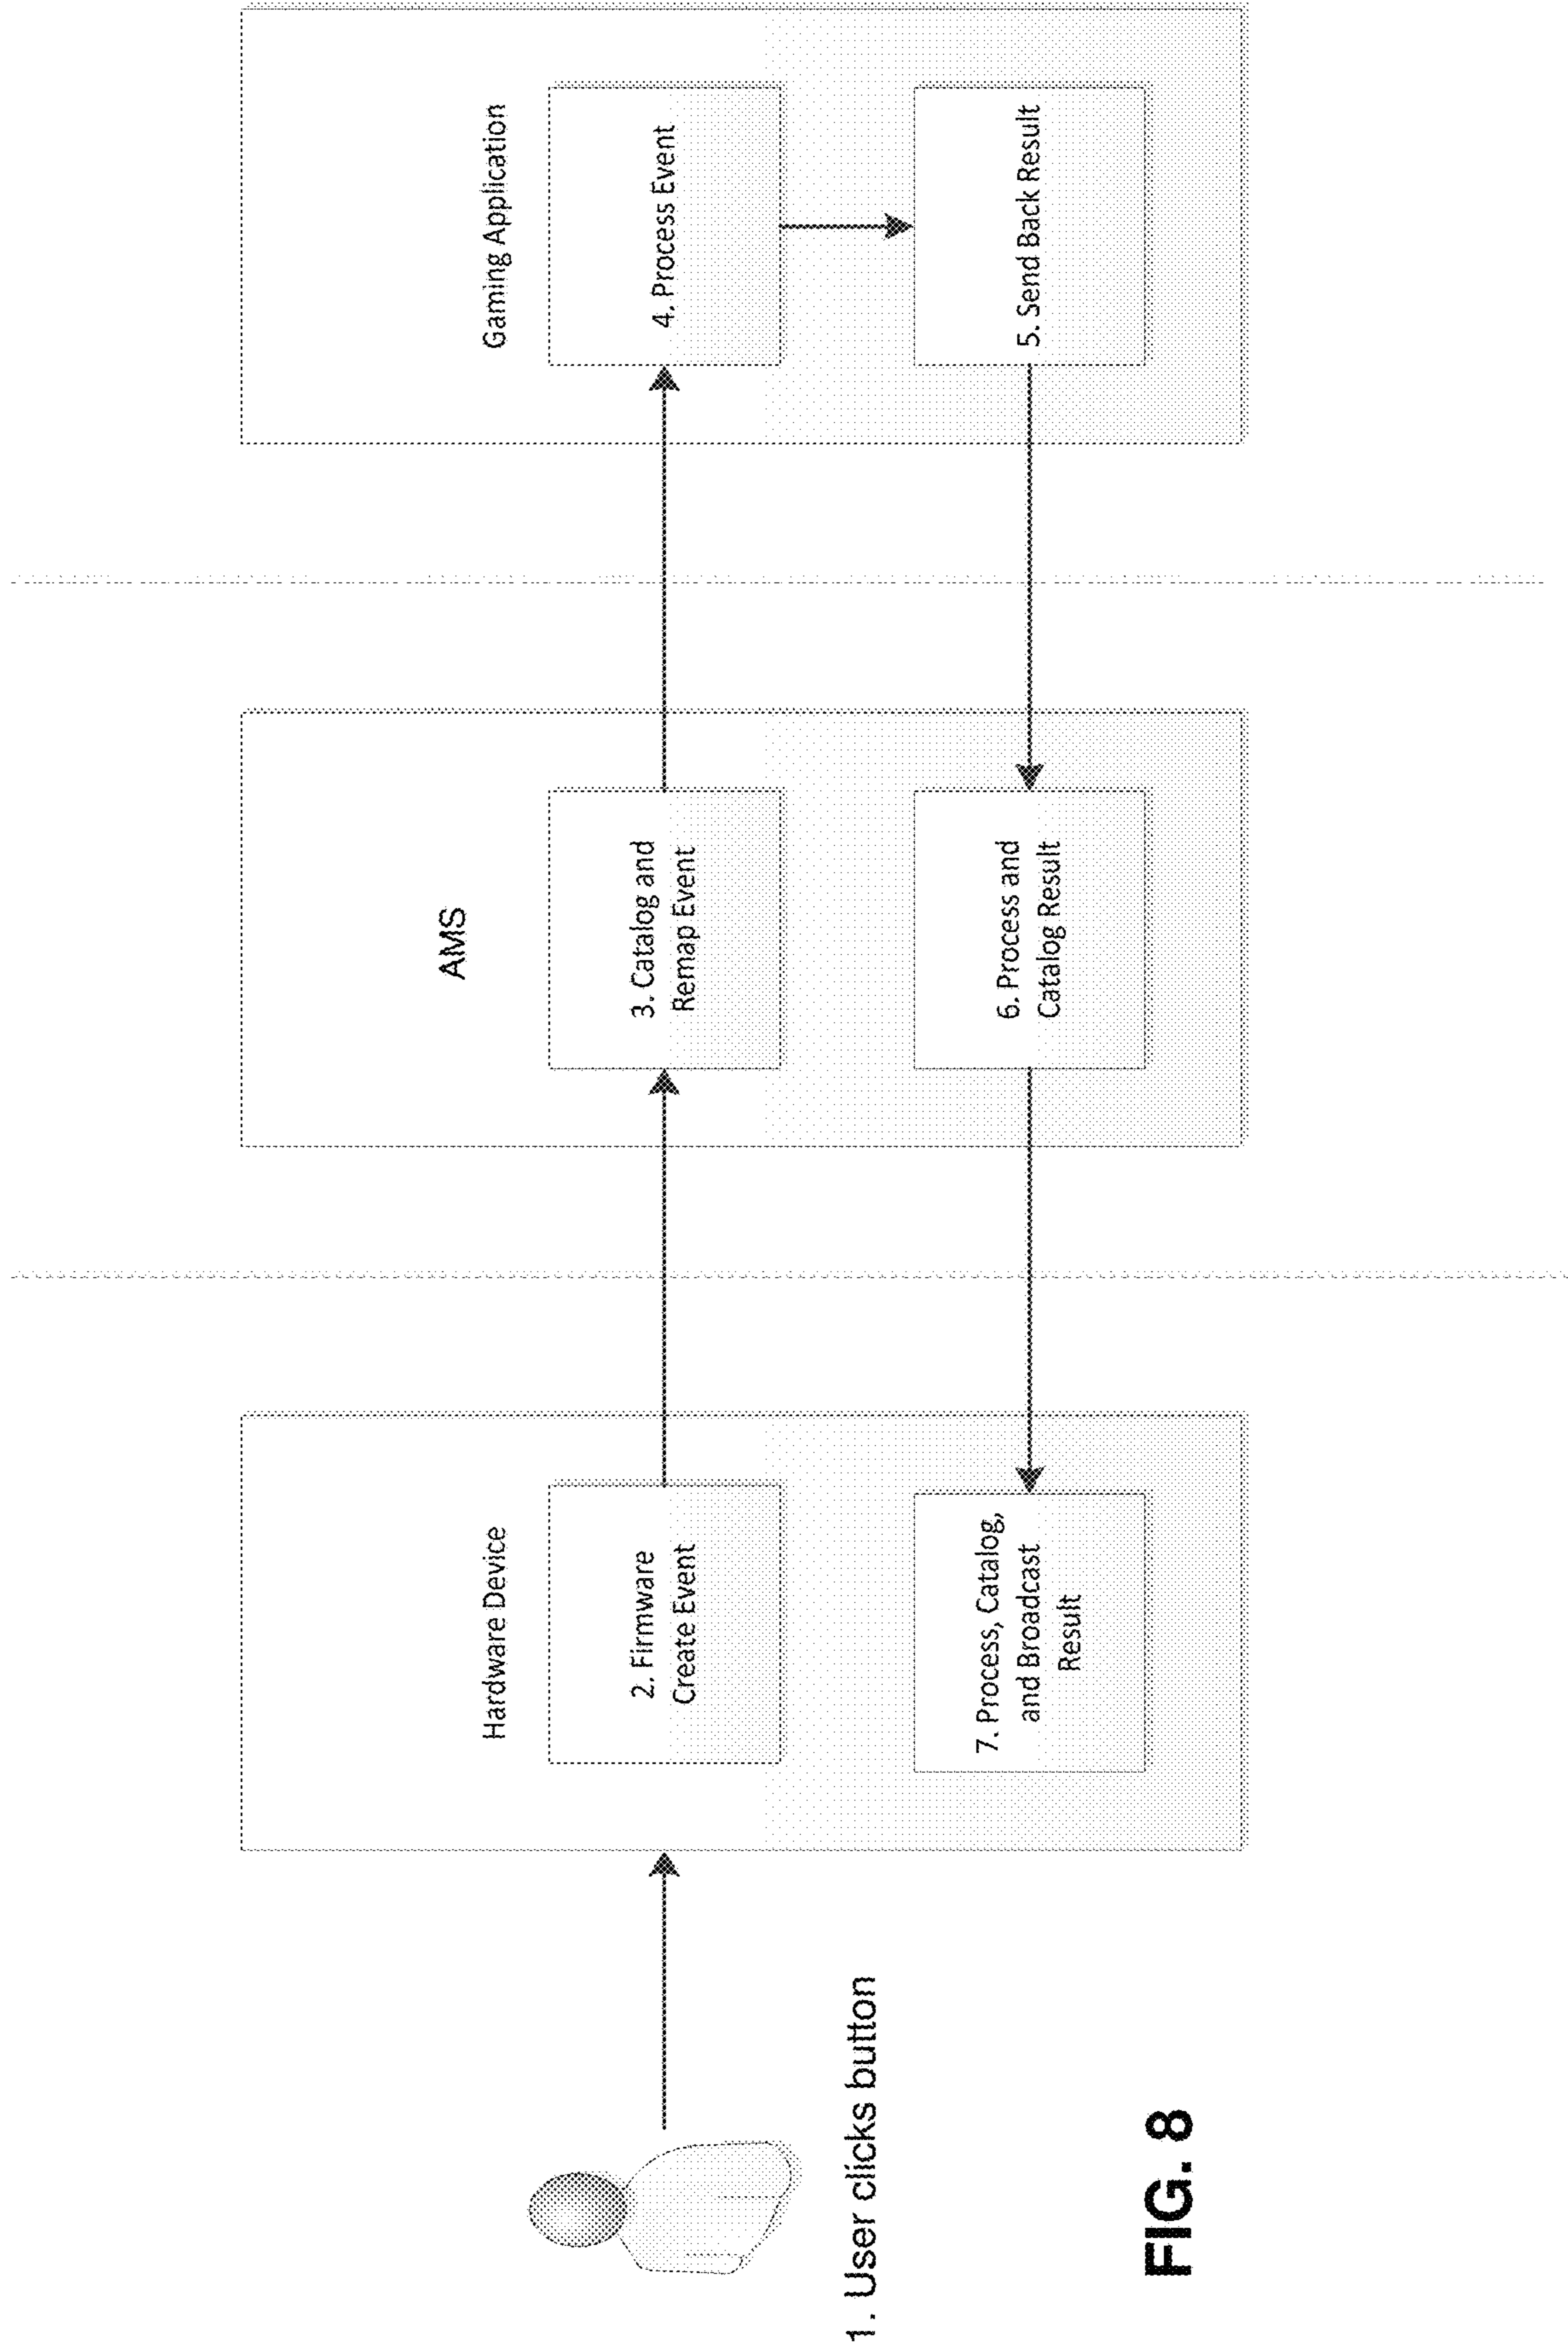 1. User clicks button
Hardware Device
2. Firmware
Create Event
AMS
3. Catalog and
Remap Event
Gaming Application
4. Process Event
5. Send Back Result
6. Process and
Catalog Result
7. Process, Catalog,
and Broadcast
Result
FIG. 8